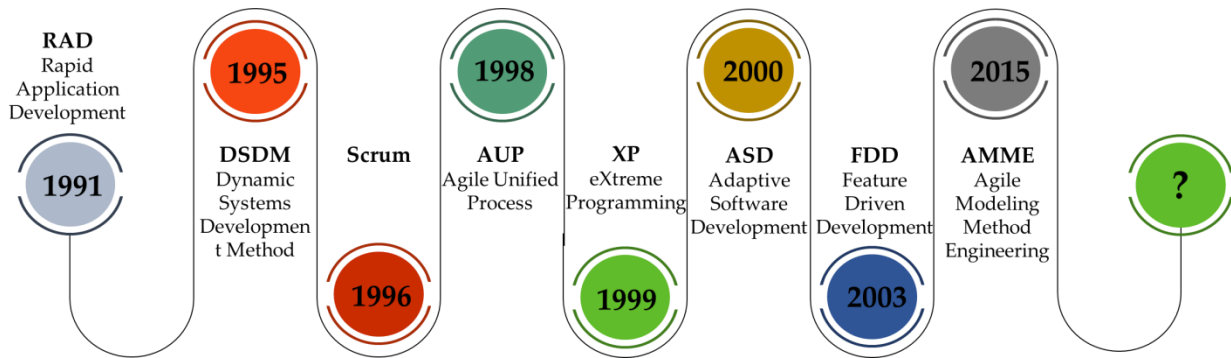 RAD
Rapid
Application
Development
1991
1995
DSDM
Dynamic
Systems
Developmen
t Method
Scrum
1996
1998
AUP
Agile Unified
Process
XP
eXtreme
Programming
1999
2000
ASD
Adaptive
Software
Development
FDD
Feature
Driven
Development
2003
2015
AMME
Agile
Modeling
Method
Engineering
?